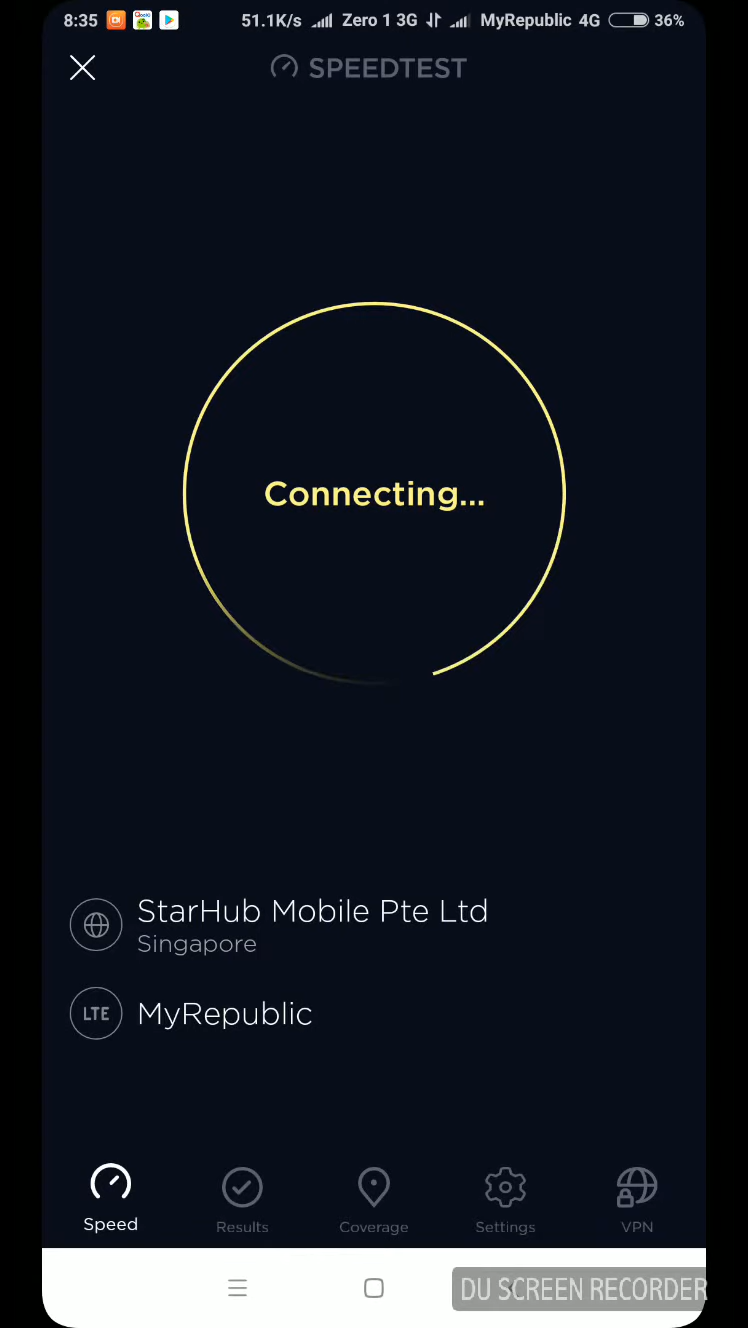 8:35 51.1K/s Zero 1 3G MyRepublic 4G 36%
SPEEDTEST
Connecting...
StarHub Mobile Pte Ltd
Singapore
LTE MyRepublic
Speed Results Coverage Settings VPN
DU SCREEN RECORDER